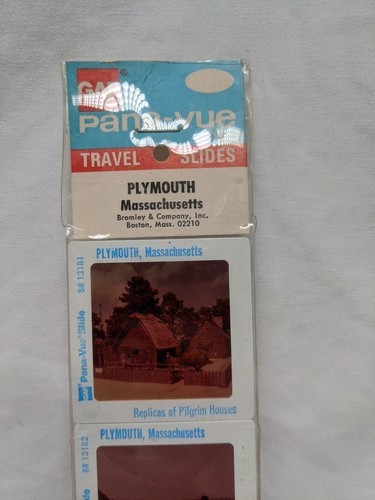 GAF
pana-vue
TRAVEL SLIDES
PLYMOUTH
Massachusetts
Bromley & Company, Inc.
Boston, Mass. 02210
PLYMOUTH, Massachusetts
BR 13181
gaf Pana-Vue® Slide
Replicas of Pilgrim Houses
PLYMOUTH, Massachusetts
BR 13182